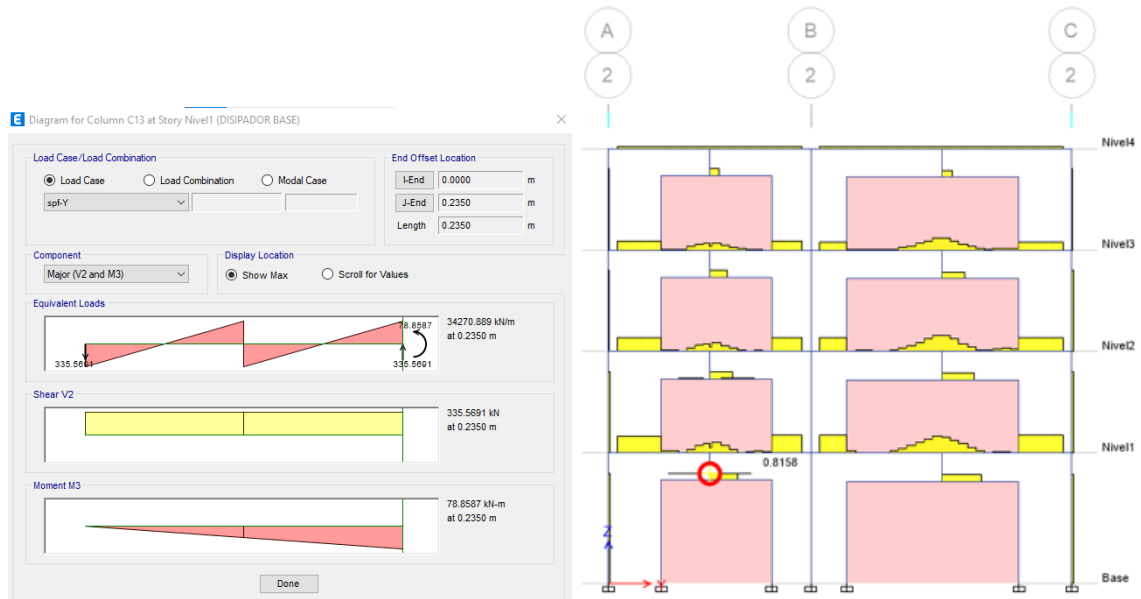 Diagram for Column C13 at Story Nivel1 (DISIPADOR BASE)
Load Case/Load Combination
Load Case Load Combination Modal Case
spf-Y
End Offset Location
I-End 0.0000 m
J-End 0.2350 m
Length 0.2350 m
Component
Major (V2 and M3)
Display Location
Show Max Scroll for Values
Equivalent Loads
78.8587
335.5691
335.5691
34270.889 kN/m
at 0.2350 m
Shear V2
335.5691 kN
at 0.2350 m
Moment M3
78.8587 kN-m
at 0.2350 m
Done
A B C
2 2 2
Nivel4
Nivel3
Nivel2
Nivel1
0.8158
Z
Y
Base